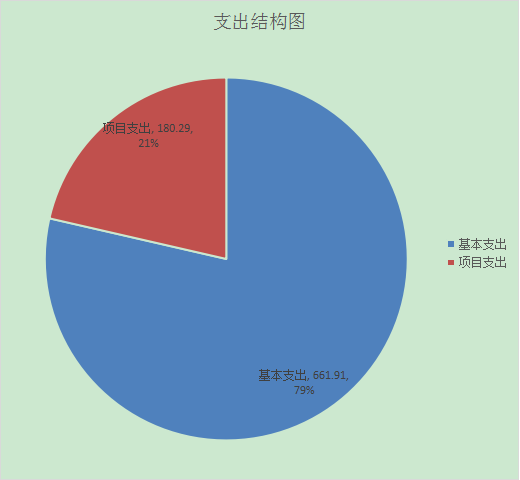 支出结构图
项目支出, 180.29,
21%
基本支出
项目支出
基本支出, 661.91,
79%